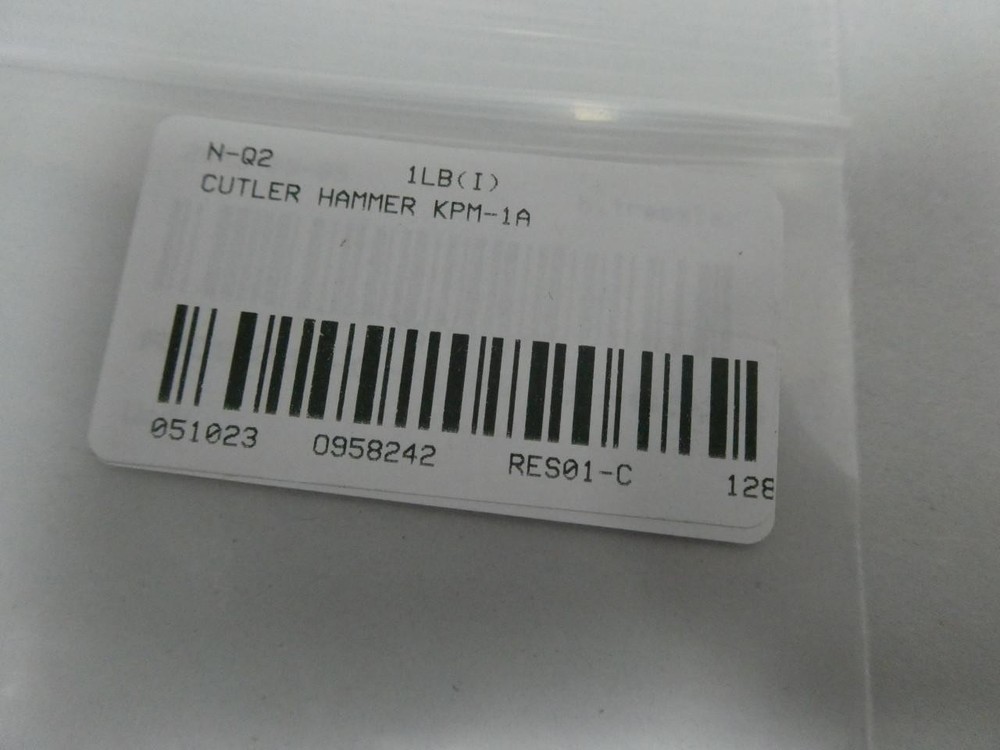 N-Q2 1LB(I)
CUTLER HAMMER KPM-1A
051023 0958242 RES01-C 128